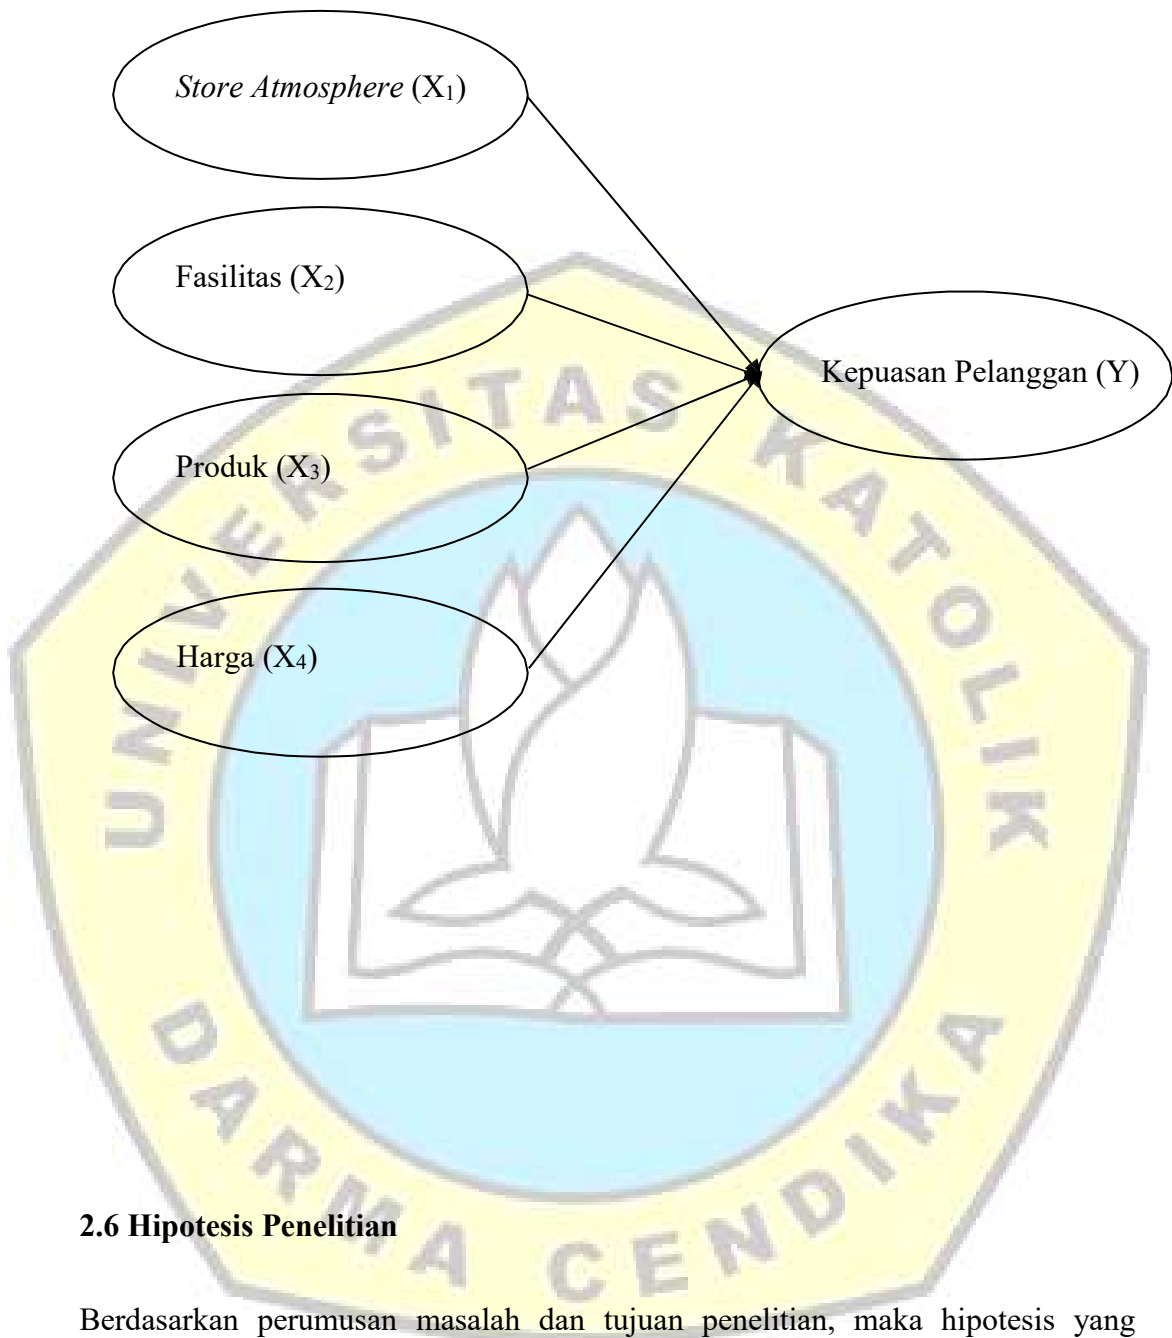 Store Atmosphere (X₁)
Fasilitas (X₂)
Kepuasan Pelanggan (Y)
Produk (X₃)
Harga (X₄)
UNIVERSITAS KATOLIK
DARMA CENDIKA
2.6 Hipotesis Penelitian
Berdasarkan perumusan masalah dan tujuan penelitian, maka hipotesis yang